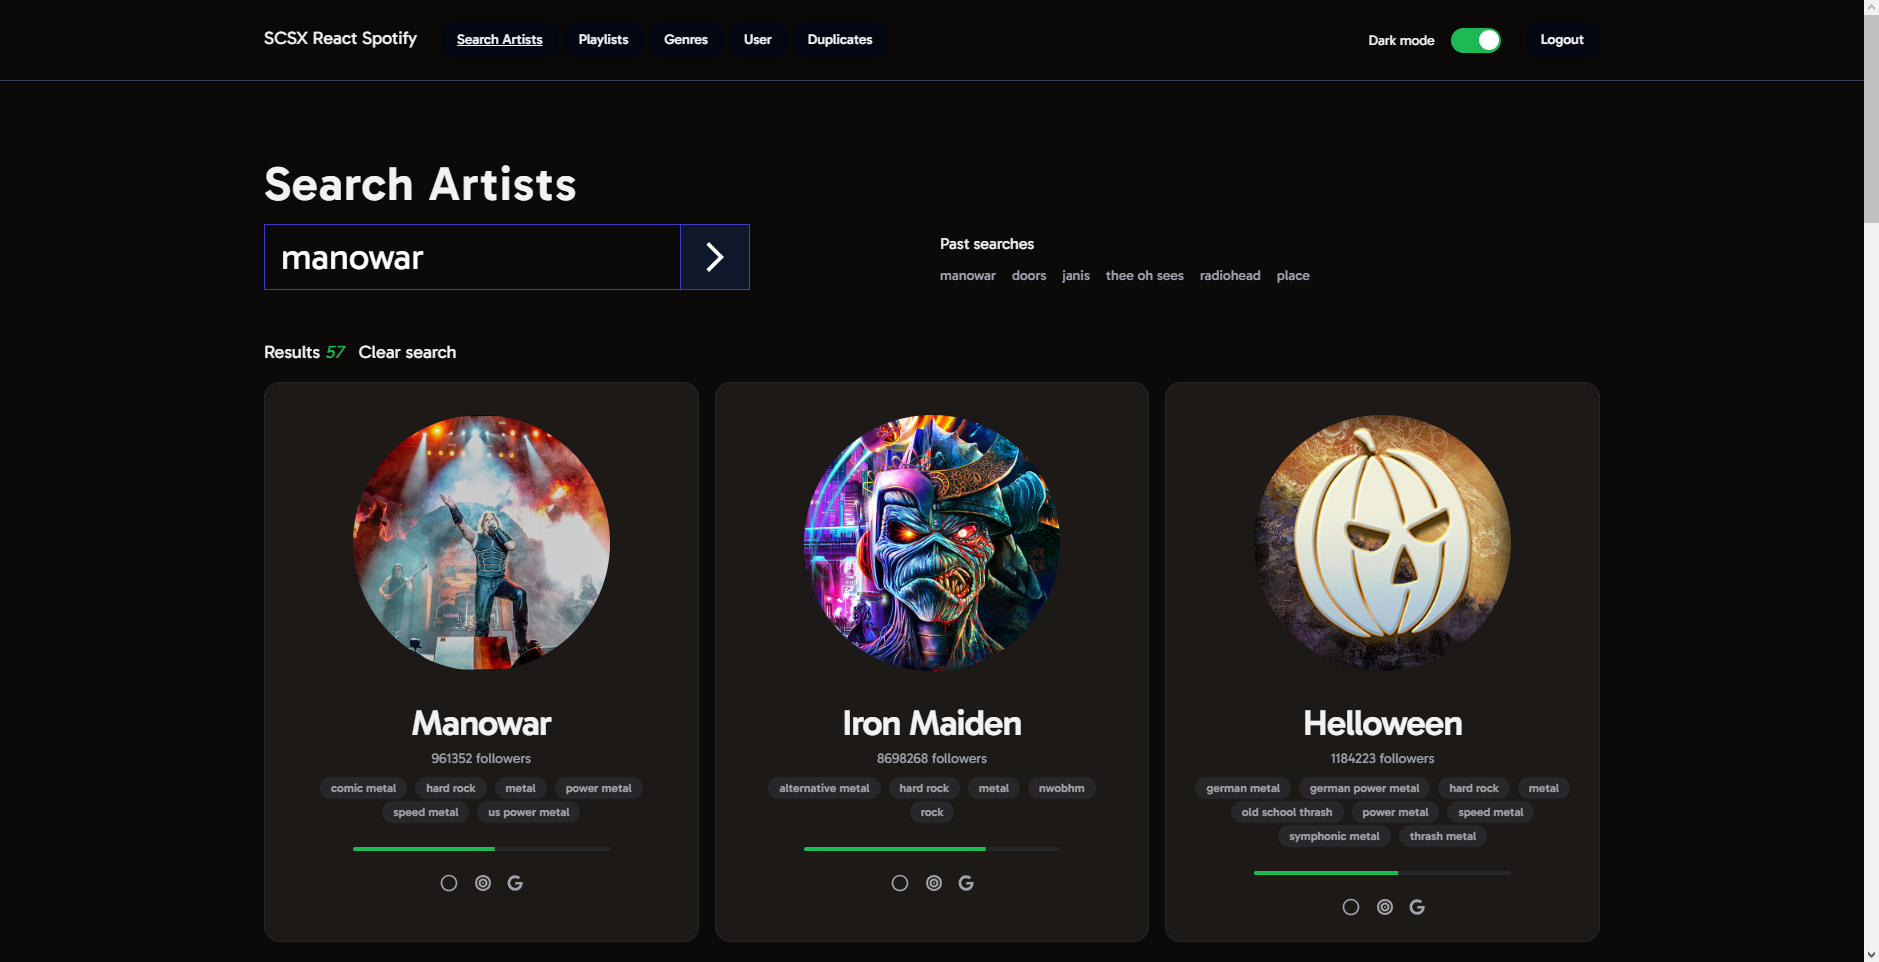 SCSX React Spotify Search Artists Playlists Genres User Duplicates Dark mode Logout
Search Artists
manowar
Past searches
manowar doors janis thee oh sees radiohead place
Results 57 Clear search
Manowar
961352 followers
comic metal hard rock metal power metal
speed metal us power metal
Iron Maiden
8698268 followers
alternative metal hard rock metal nwobhm
rock
Helloween
1184223 followers
german metal german power metal hard rock metal
old school thrash power metal speed metal
symphonic metal thrash metal